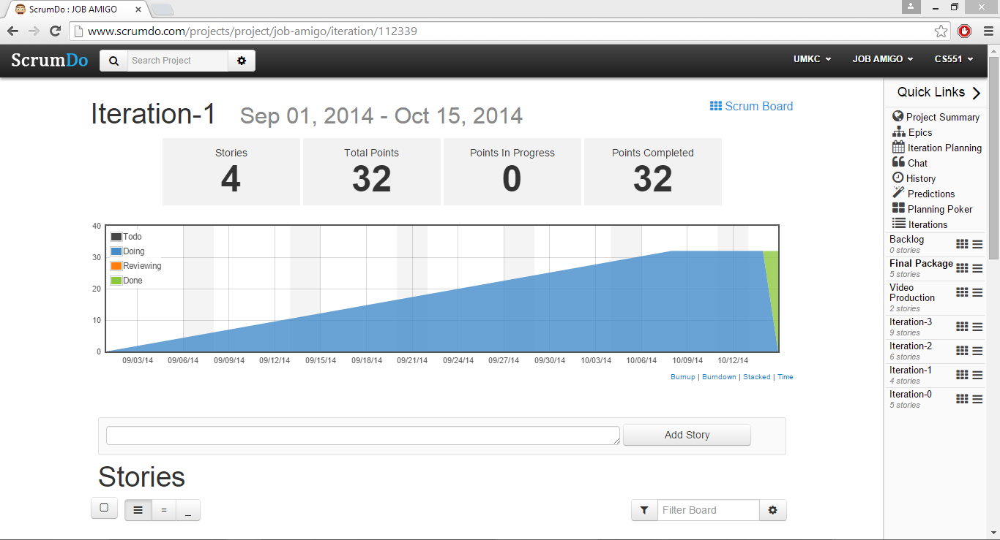 ScrumDo : JOB AMIGO
www.scrumdo.com/projects/project/job-amigo/iteration/112339
ScrumDo Search Project UMKC JOB AMIGO CS551
Iteration-1 Sep 01, 2014 - Oct 15, 2014
Scrum Board
Stories Total Points Points In Progress Points Completed
4 32 0 32
40
30
20
10
0
Todo
Doing
Reviewing
Done
09/03/14 09/06/14 09/09/14 09/12/14 09/15/14 09/18/14 09/21/14 09/24/14 09/27/14 09/30/14 10/03/14 10/06/14 10/09/14 10/12/14
Burnup | Burndown | Stacked | Time
Add Story
Stories
= _
Filter Board
Quick Links
Project Summary
Epics
Iteration Planning
Chat
History
Predictions
Planning Poker
Iterations
Backlog
0 stories
Final Package
5 stories
Video
Production
2 stories
Iteration-3
9 stories
Iteration-2
6 stories
Iteration-1
4 stories
Iteration-0
5 stories